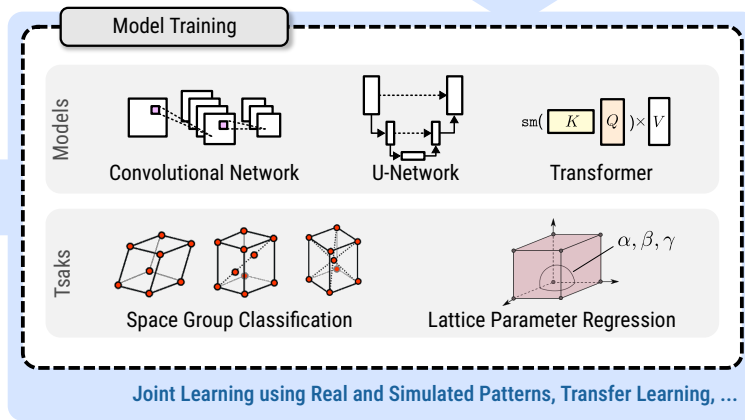 Model Training
Models
sm( K Q )× V
Convolutional Network
U-Network
Transformer
Tsaks
α, β, γ
Space Group Classification
Lattice Parameter Regression
Joint Learning using Real and Simulated Patterns, Transfer Learning, ...